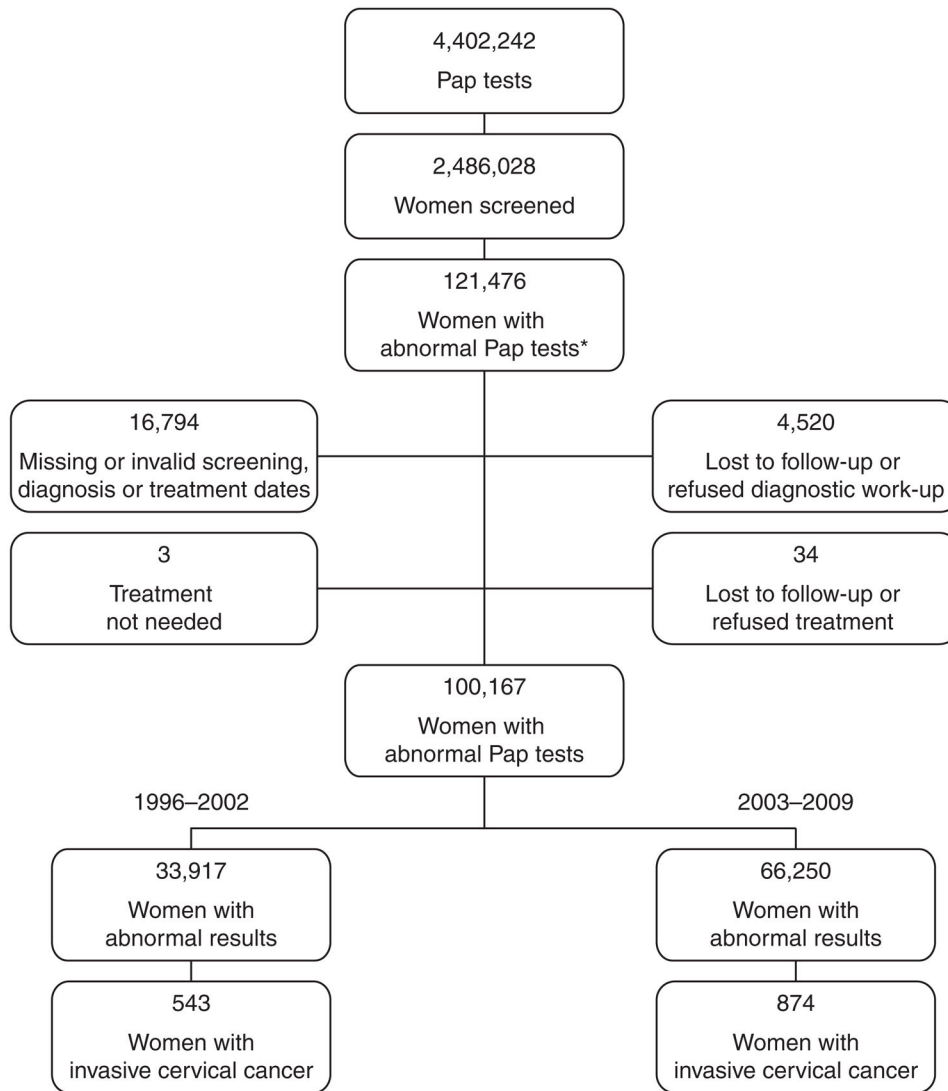 4,402,242
Pap tests
2,486,028
Women screened
121,476
Women with
abnormal Pap tests*
16,794
Missing or invalid screening,
diagnosis or treatment dates
4,520
Lost to follow-up or
refused diagnostic work-up
3
Treatment
not needed
34
Lost to follow-up or
refused treatment
100,167
Women with
abnormal Pap tests
1996–2002
2003–2009
33,917
Women with
abnormal results
66,250
Women with
abnormal results
543
Women with
invasive cervical cancer
874
Women with
invasive cervical cancer